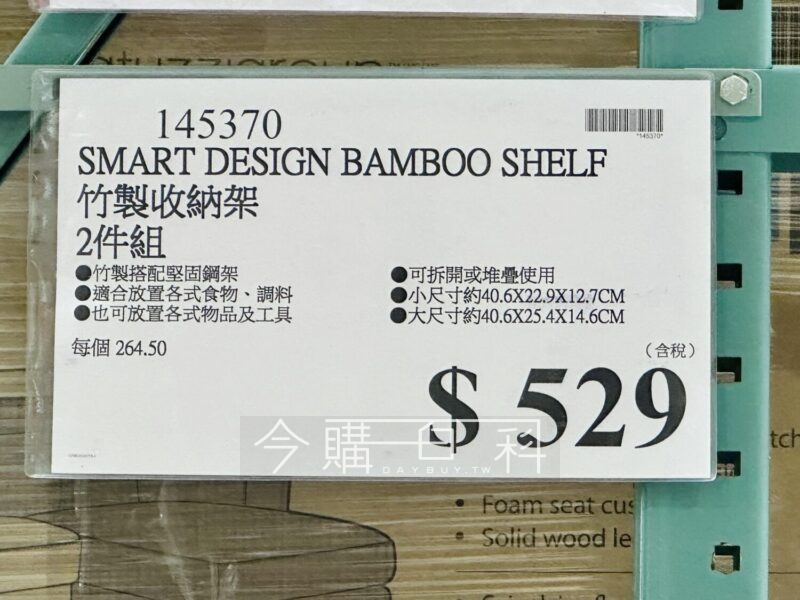 145370
*145370*
SMART DESIGN BAMBOO SHELF
竹製收納架
2件組
●竹製搭配堅固鋼架
●適合放置各式食物、調料
●也可放置各式物品及工具
●可拆開或堆疊使用
●小尺寸約40.6X22.9X12.7CM
●大尺寸約40.6X25.4X14.6CM
每個 264.50
(含稅)
$ 529
今購百科
DAYBUY.TW
• Foam seat cus
• Solid wood le